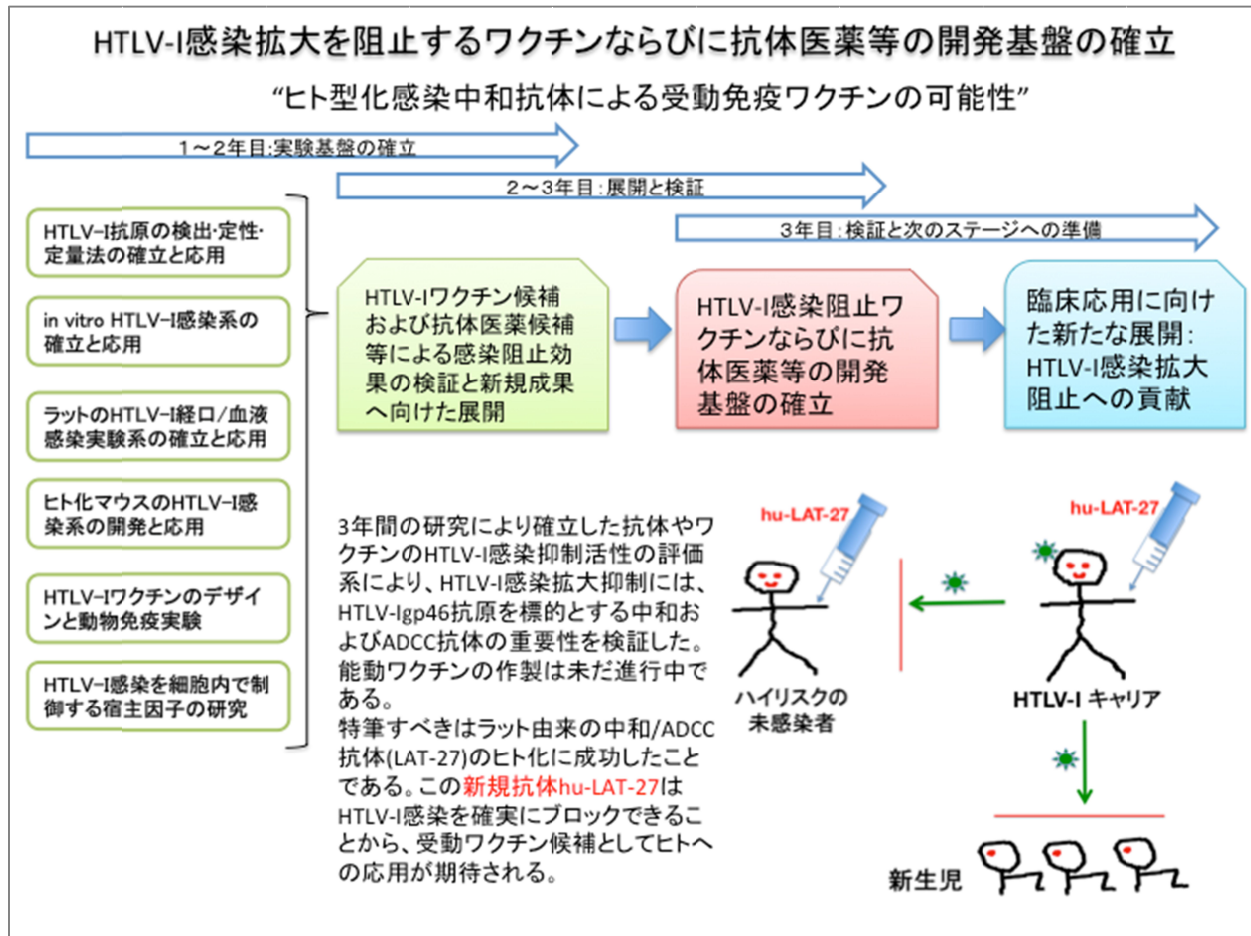 HTLV-I感染拡大を阻止するワクチンならびに抗体医薬等の開発基盤の確立
“ヒト型化感染中和抗体による受動免疫ワクチンの可能性”
1～2年目:実験基盤の確立
2～3年目：展開と検証
3年目：検証と次のステージへの準備
HTLV-I抗原の検出・定性・
定量法の確立と応用
in vitro HTLV-I感染系の
確立と応用
ラットのHTLV-I経口/血液
感染実験系の確立と応用
ヒト化マウスのHTLV-I感
染系の開発と応用
HTLV-Iワクチンのデザイ
ンと動物免疫実験
HTLV-I感染を細胞内で制
御する宿主因子の研究
HTLV-Iワクチン候補
および抗体医薬候補
等による感染阻止効
果の検証と新規成果
へ向けた展開
HTLV-I感染阻止ワ
クチンならびに抗
体医薬等の開発
基盤の確立
臨床応用に向
けた新たな展開：
HTLV-I感染拡大
阻止への貢献
3年間の研究により確立した抗体やワ
クチンのHTLV-I感染抑制活性の評価
系により、HTLV-I感染拡大抑制には、
HTLV-Igp46抗原を標的とする中和お
よびADCC抗体の重要性を検証した。
能動ワクチンの作製は未だ進行中で
ある。
特筆すべきはラット由来の中和/ADCC
抗体(LAT-27)のヒト化に成功したこと
である。この新規抗体hu-LAT-27は
HTLV-I感染を確実にブロックできるこ
とから、受動ワクチン候補としてヒトへ
の応用が期待される。
hu-LAT-27
hu-LAT-27
ハイリスクの
未感染者
HTLV-I キャリア
新生児